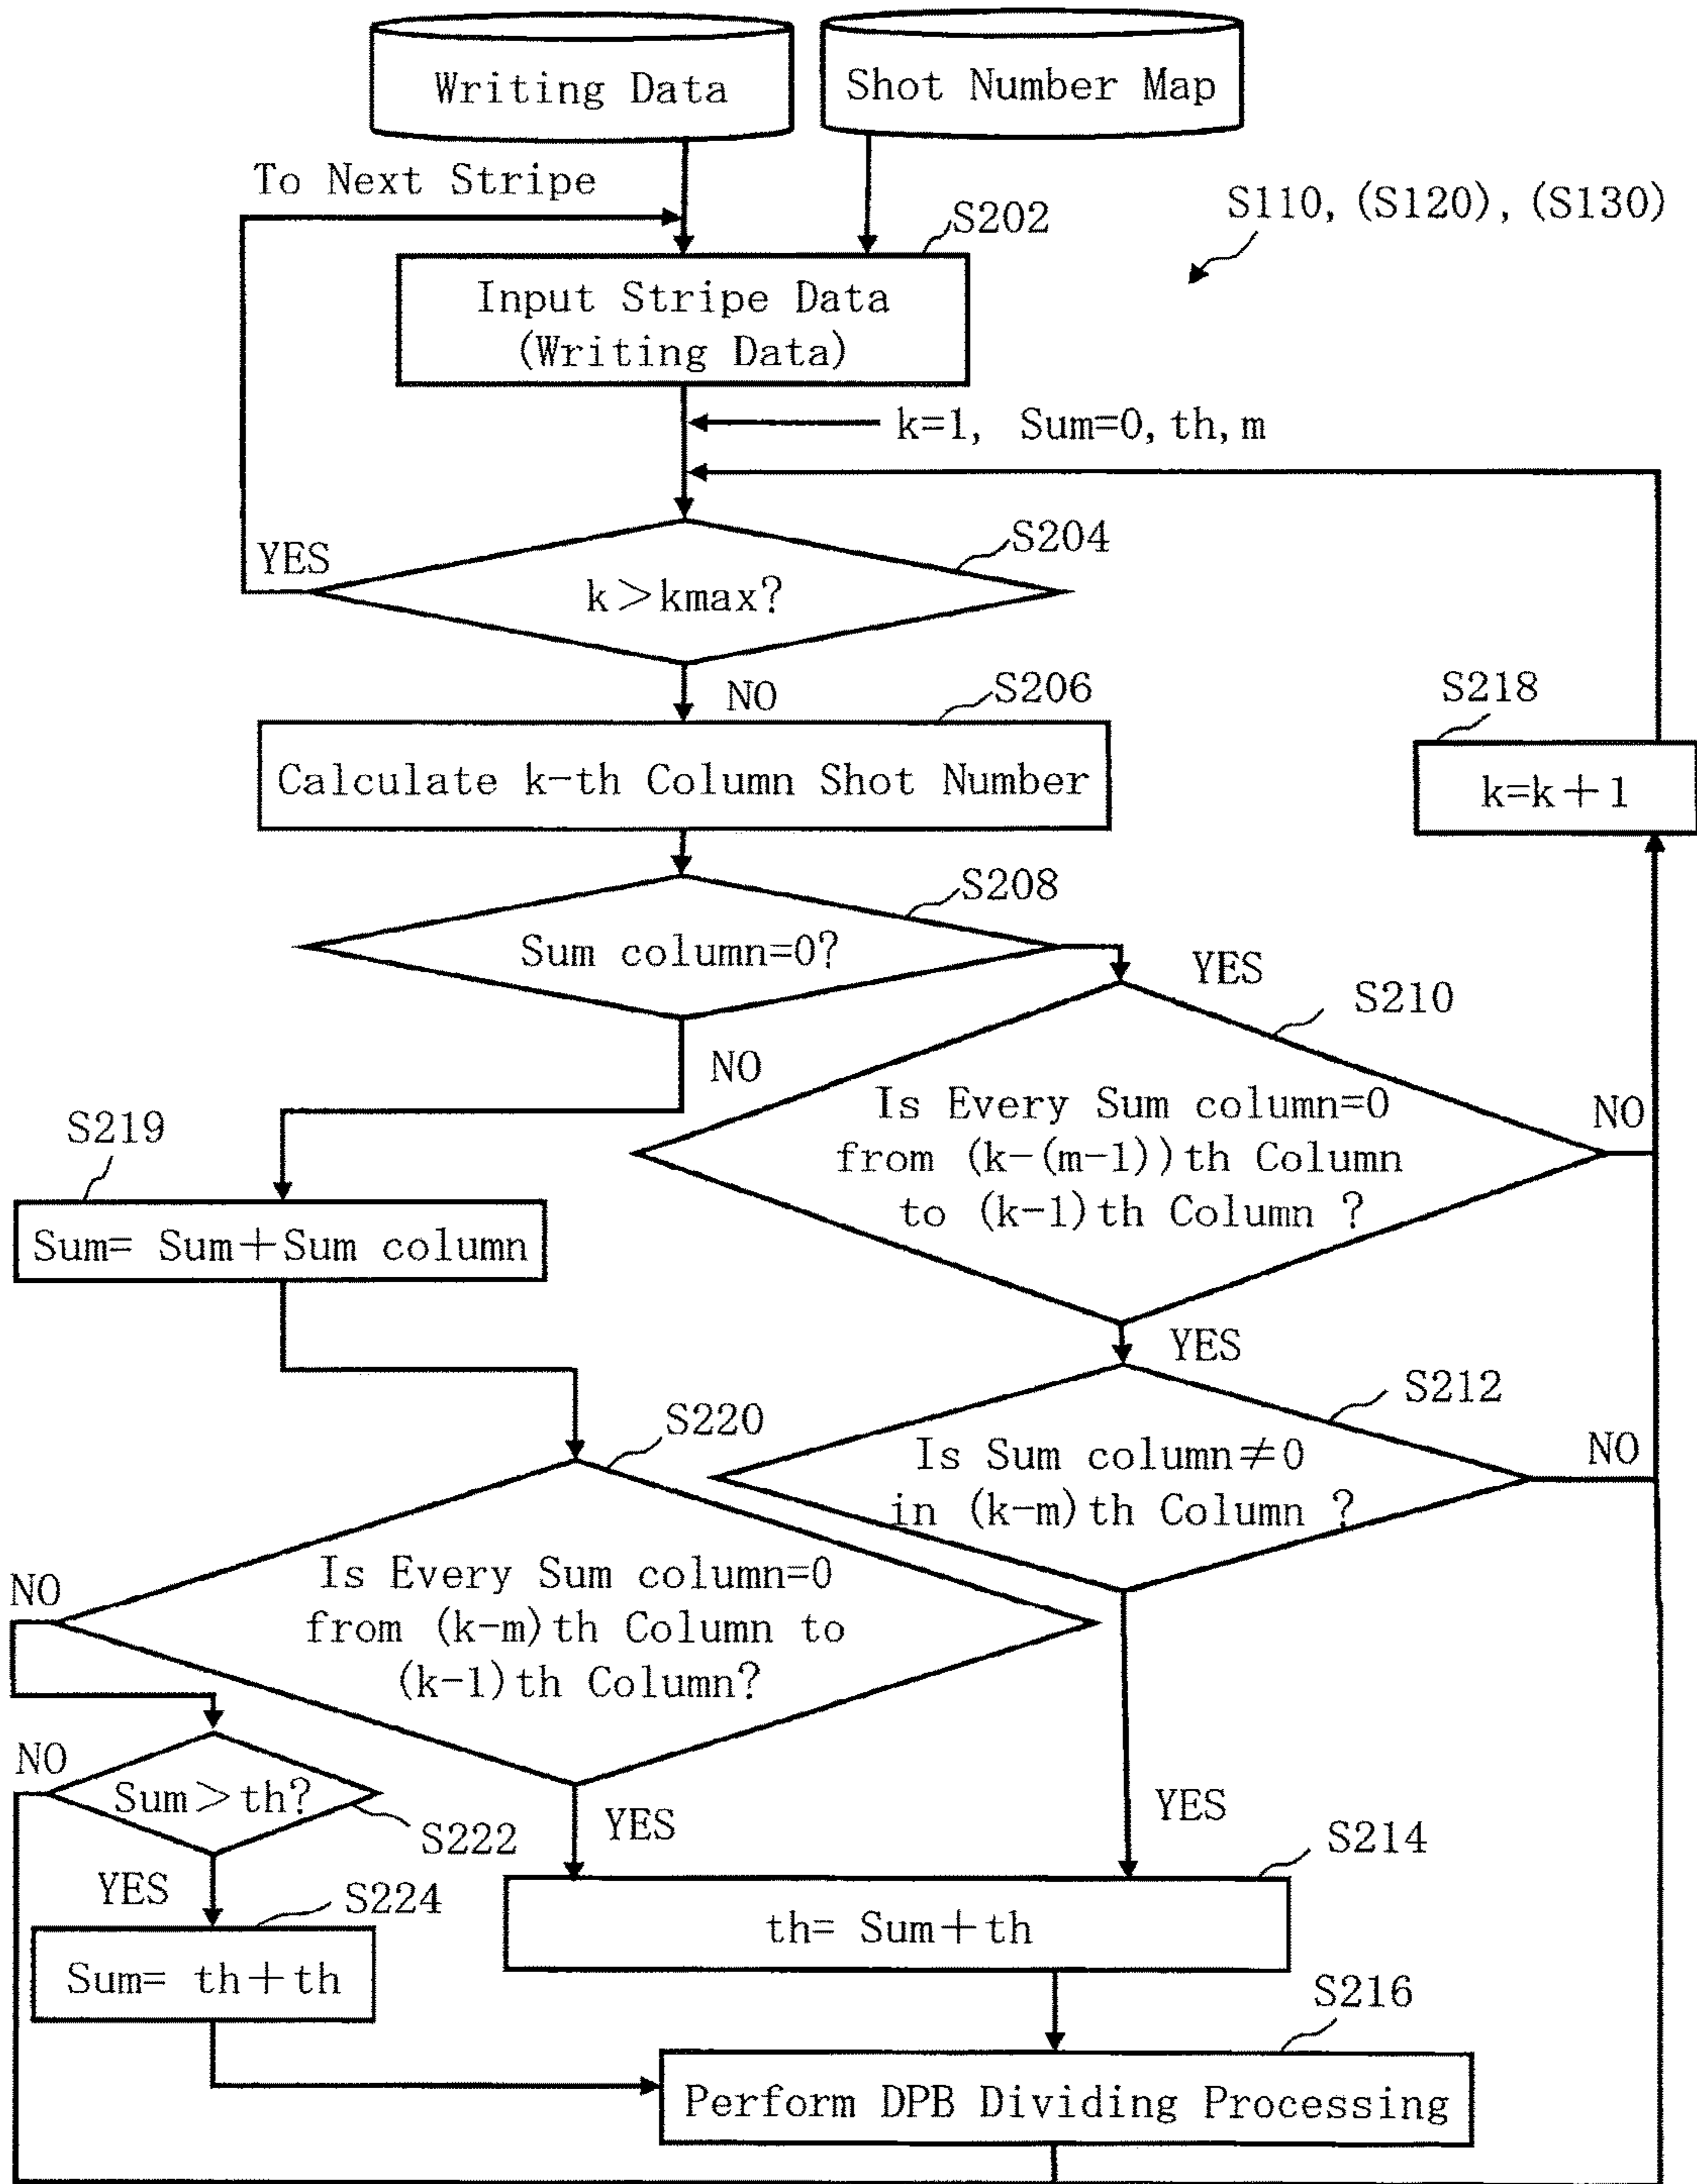 Writing Data
Shot Number Map
To Next Stripe
S110, (S120), (S130)
S202
Input Stripe Data
(Writing Data)
k=1, Sum=0, th, m
S204
YES
k＞kmax?
NO
S206
S218
Calculate k-th Column Shot Number
k=k＋1
S208
Sum column=0?
YES
S210
NO
Is Every Sum column=0
from (k-(m-1))th Column
to (k-1)th Column ?
NO
S219
Sum= Sum＋Sum column
YES
S212
S220
Is Sum column≠0
in (k-m)th Column ?
NO
Is Every Sum column=0
from (k-m)th Column to
(k-1)th Column?
NO
NO
Sum＞th?
S222
YES
YES
S214
YES
S224
th= Sum＋th
Sum= th＋th
S216
Perform DPB Dividing Processing